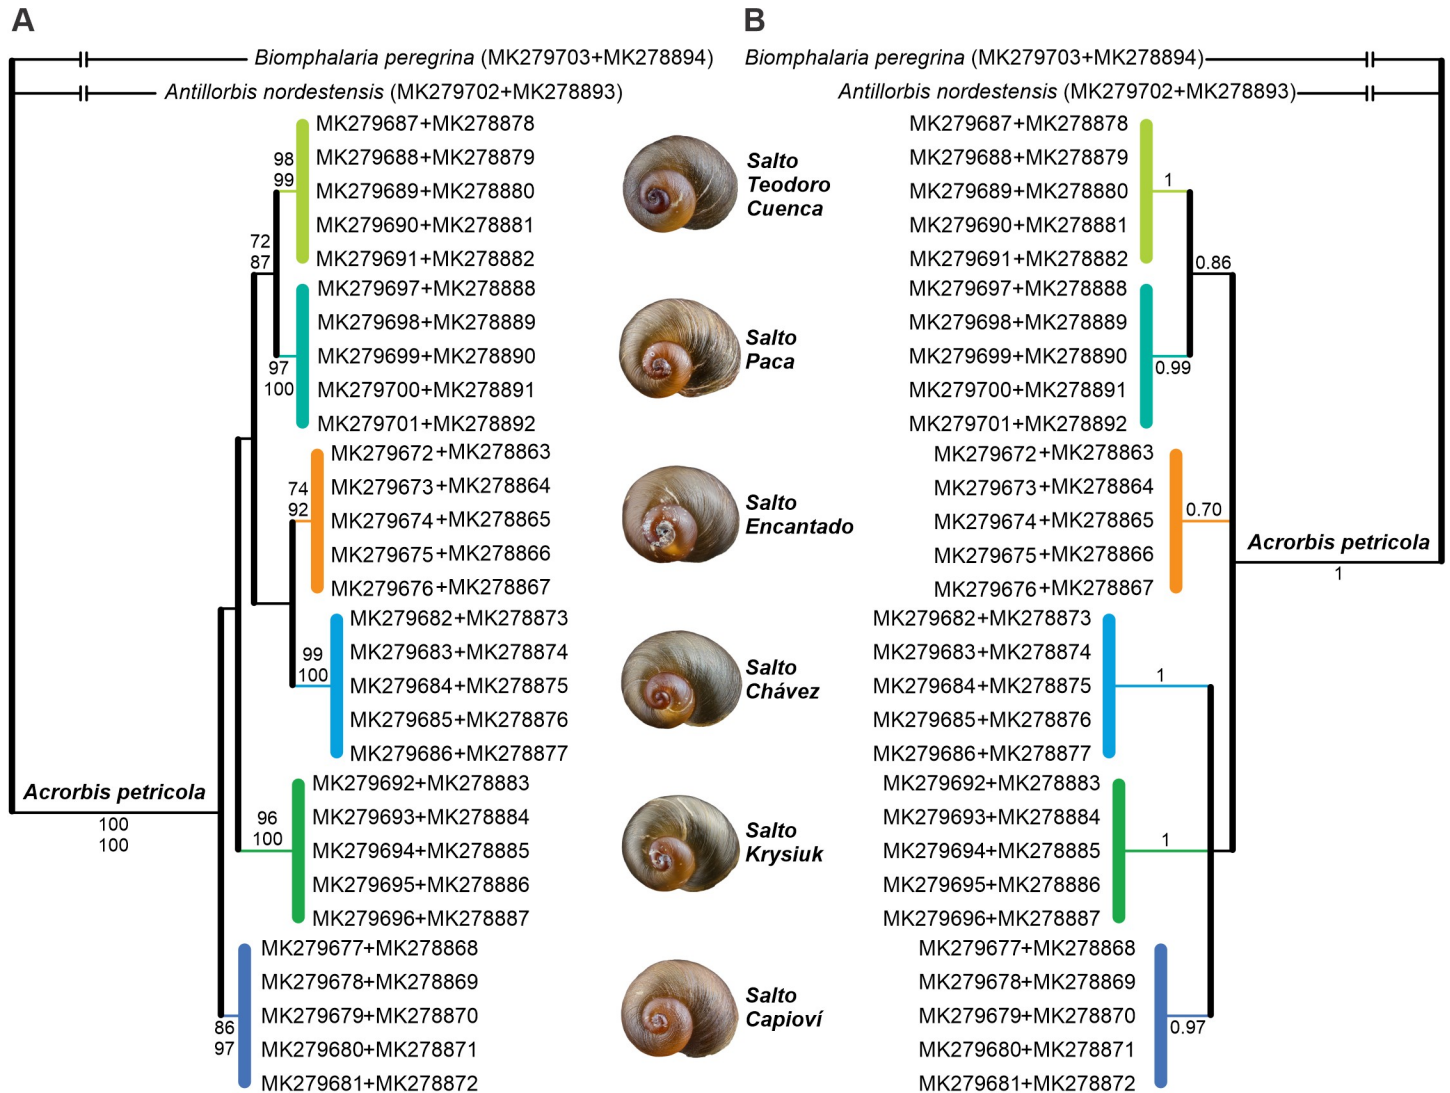 A
Biomphalaria peregrina (MK279703+MK278894)
Antillorbis nordestensis (MK279702+MK278893)
98
99
MK279687+MK278878
MK279688+MK278879
MK279689+MK278880
MK279690+MK278881
MK279691+MK278882
72
87
MK279697+MK278888
MK279698+MK278889
MK279699+MK278890
MK279700+MK278891
MK279701+MK278892
97
100
MK279672+MK278863
MK279673+MK278864
MK279674+MK278865
MK279675+MK278866
MK279676+MK278867
74
92
MK279682+MK278873
MK279683+MK278874
MK279684+MK278875
MK279685+MK278876
MK279686+MK278877
99
100
Acrorbis petricola
100
100
MK279692+MK278883
MK279693+MK278884
MK279694+MK278885
MK279695+MK278886
MK279696+MK278887
96
100
MK279677+MK278868
MK279678+MK278869
MK279679+MK278870
MK279680+MK278871
MK279681+MK278872
86
97
Salto
Teodoro
Cuenca
Salto
Paca
Salto
Encantado
Salto
Chávez
Salto
Krysiuk
Salto
Capioví
B
Biomphalaria peregrina (MK279703+MK278894)
Antillorbis nordestensis (MK279702+MK278893)
MK279687+MK278878
MK279688+MK278879
MK279689+MK278880
MK279690+MK278881
MK279691+MK278882
1
0.86
MK279697+MK278888
MK279698+MK278889
MK279699+MK278890
MK279700+MK278891
MK279701+MK278892
0.99
MK279672+MK278863
MK279673+MK278864
MK279674+MK278865
MK279675+MK278866
MK279676+MK278867
0.70
Acrorbis petricola
1
MK279682+MK278873
MK279683+MK278874
MK279684+MK278875
MK279685+MK278876
MK279686+MK278877
1
MK279692+MK278883
MK279693+MK278884
MK279694+MK278885
MK279695+MK278886
MK279696+MK278887
1
MK279677+MK278868
MK279678+MK278869
MK279679+MK278870
MK279680+MK278871
MK279681+MK278872
0.97